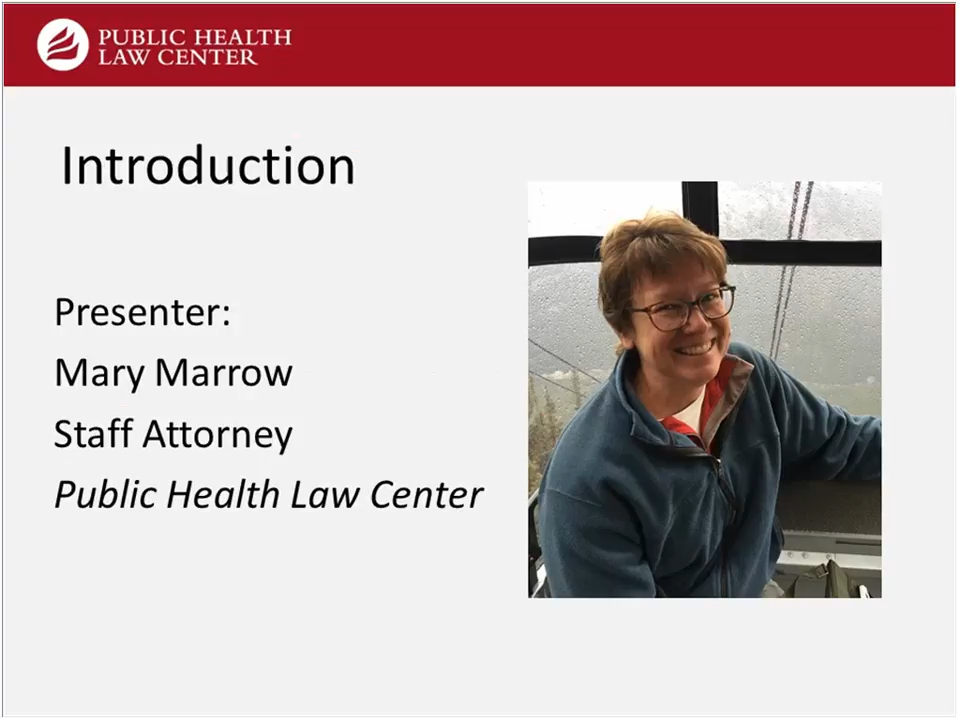 PUBLIC HEALTH
LAW CENTER
Introduction
Presenter:
Mary Marrow
Staff Attorney
Public Health Law Center